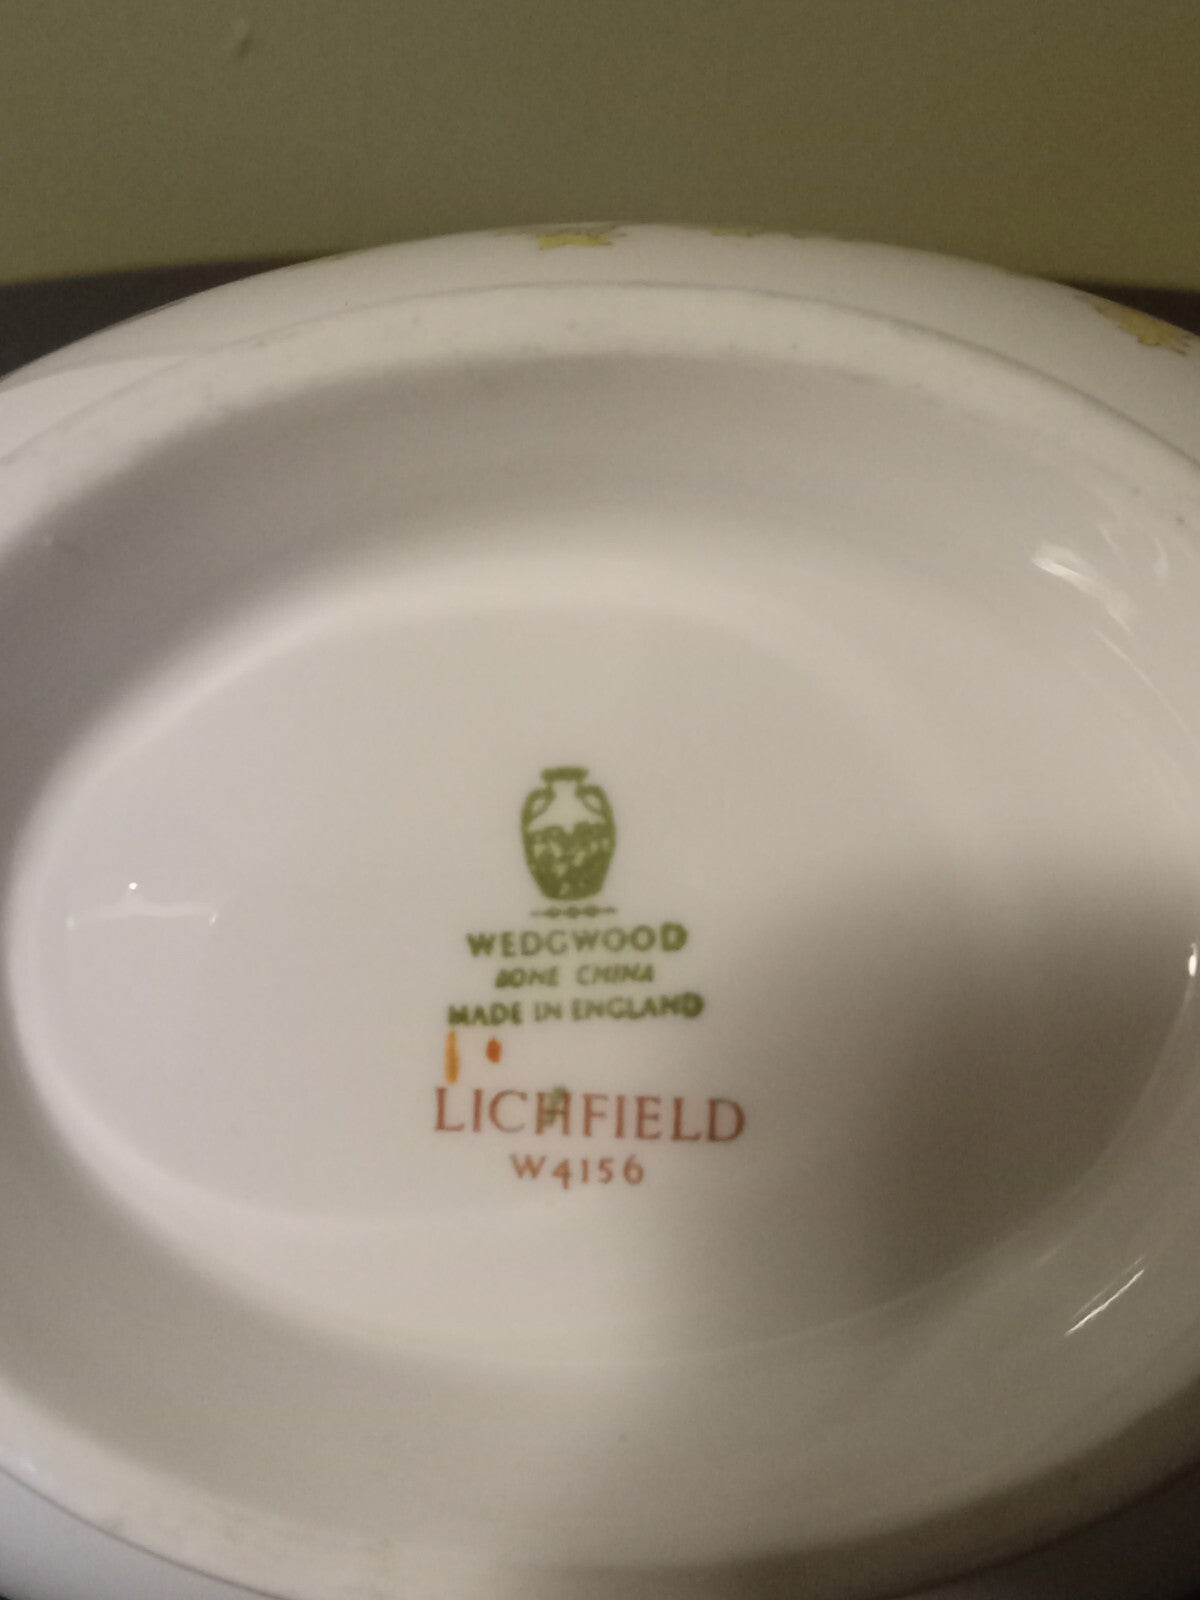 WEDGWOOD
BONE CHINA
MADE IN ENGLAND
LICHFIELD
W4156